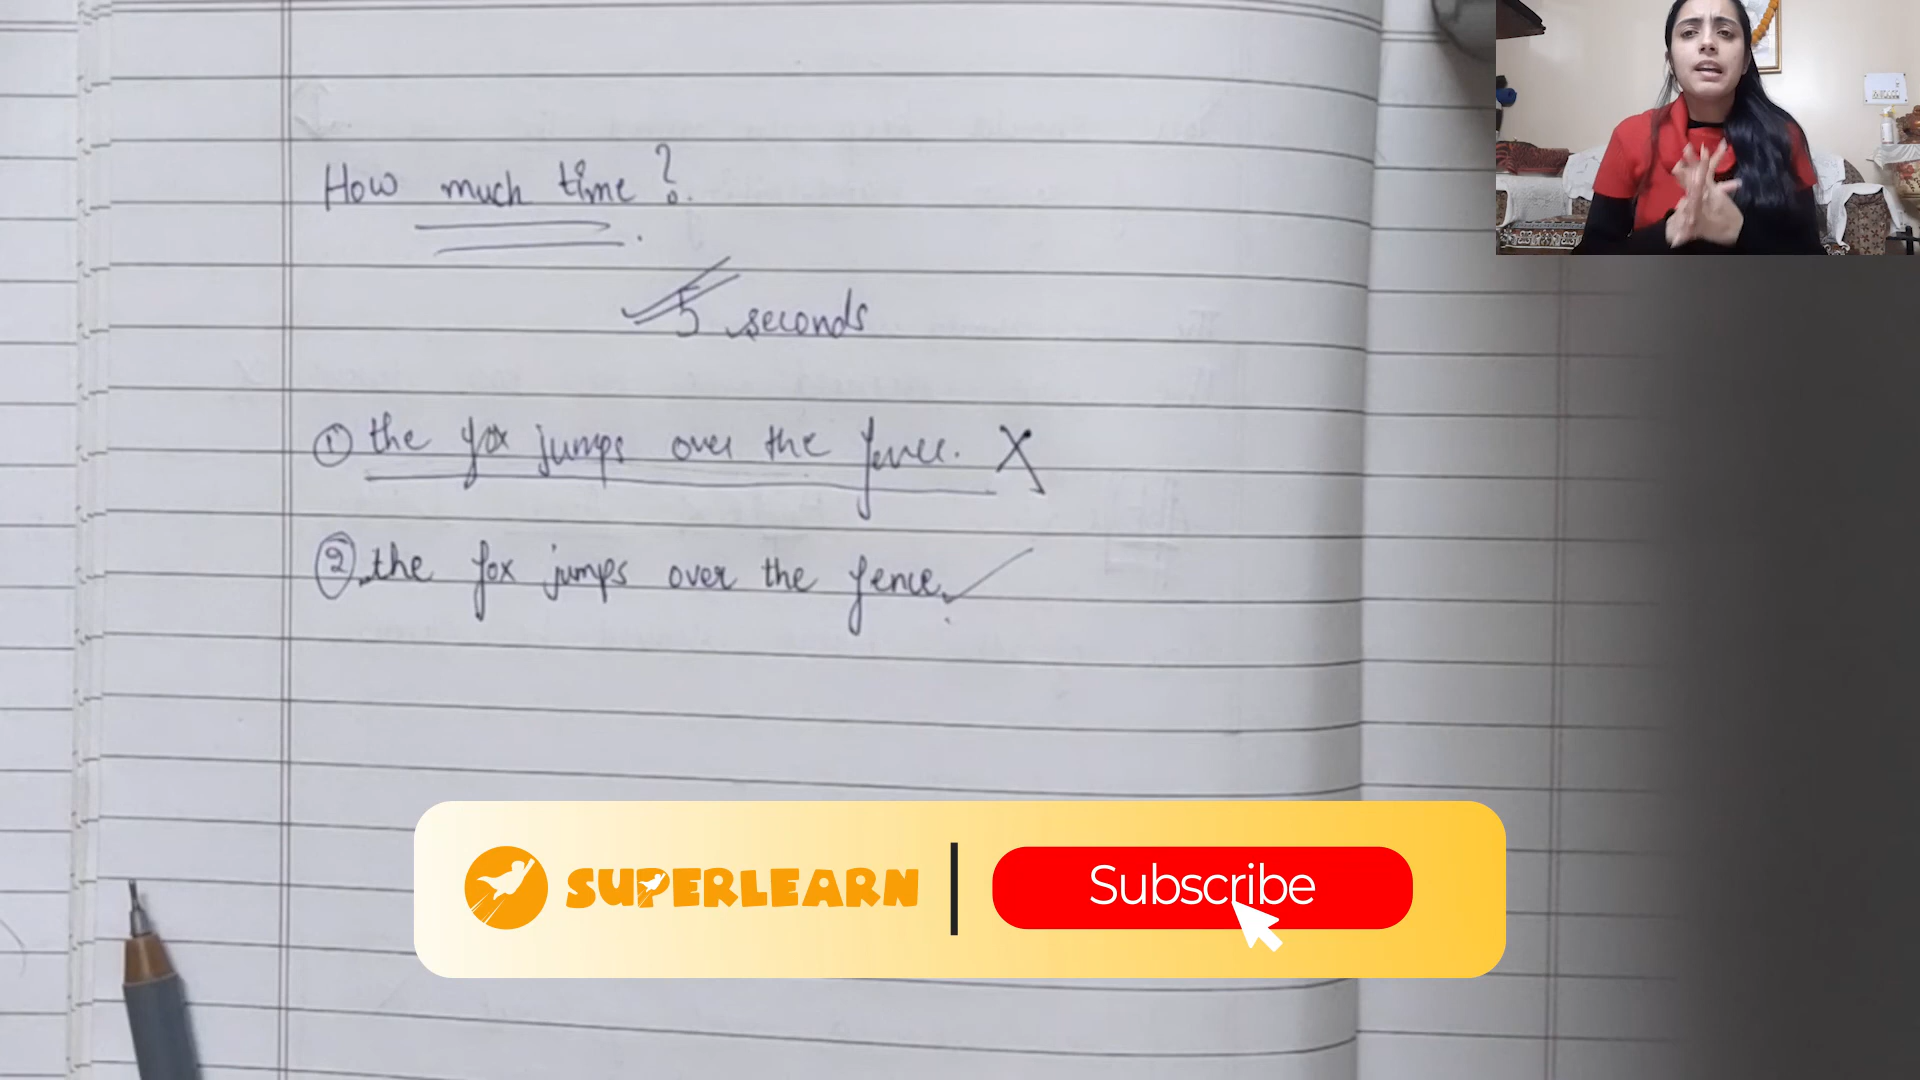 How much time?
5 seconds
① the fox jumps over the fence. X
② the fox jumps over the fence.
SUPERLEARN
Subscribe